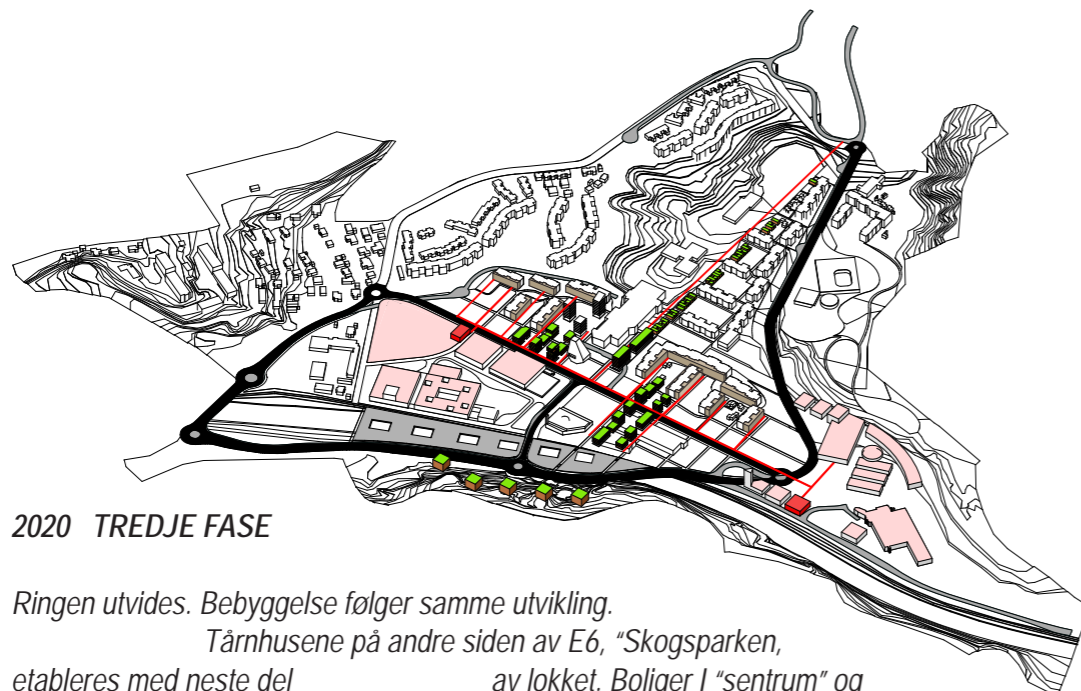 2020 TREDJE FASE
Ringen utvides. Bebyggelse følger samme utvikling.
Tårnhusene på andre siden av E6, “Skogsparken,
etableres med neste del av lokket. Boliger I “sentrum” og